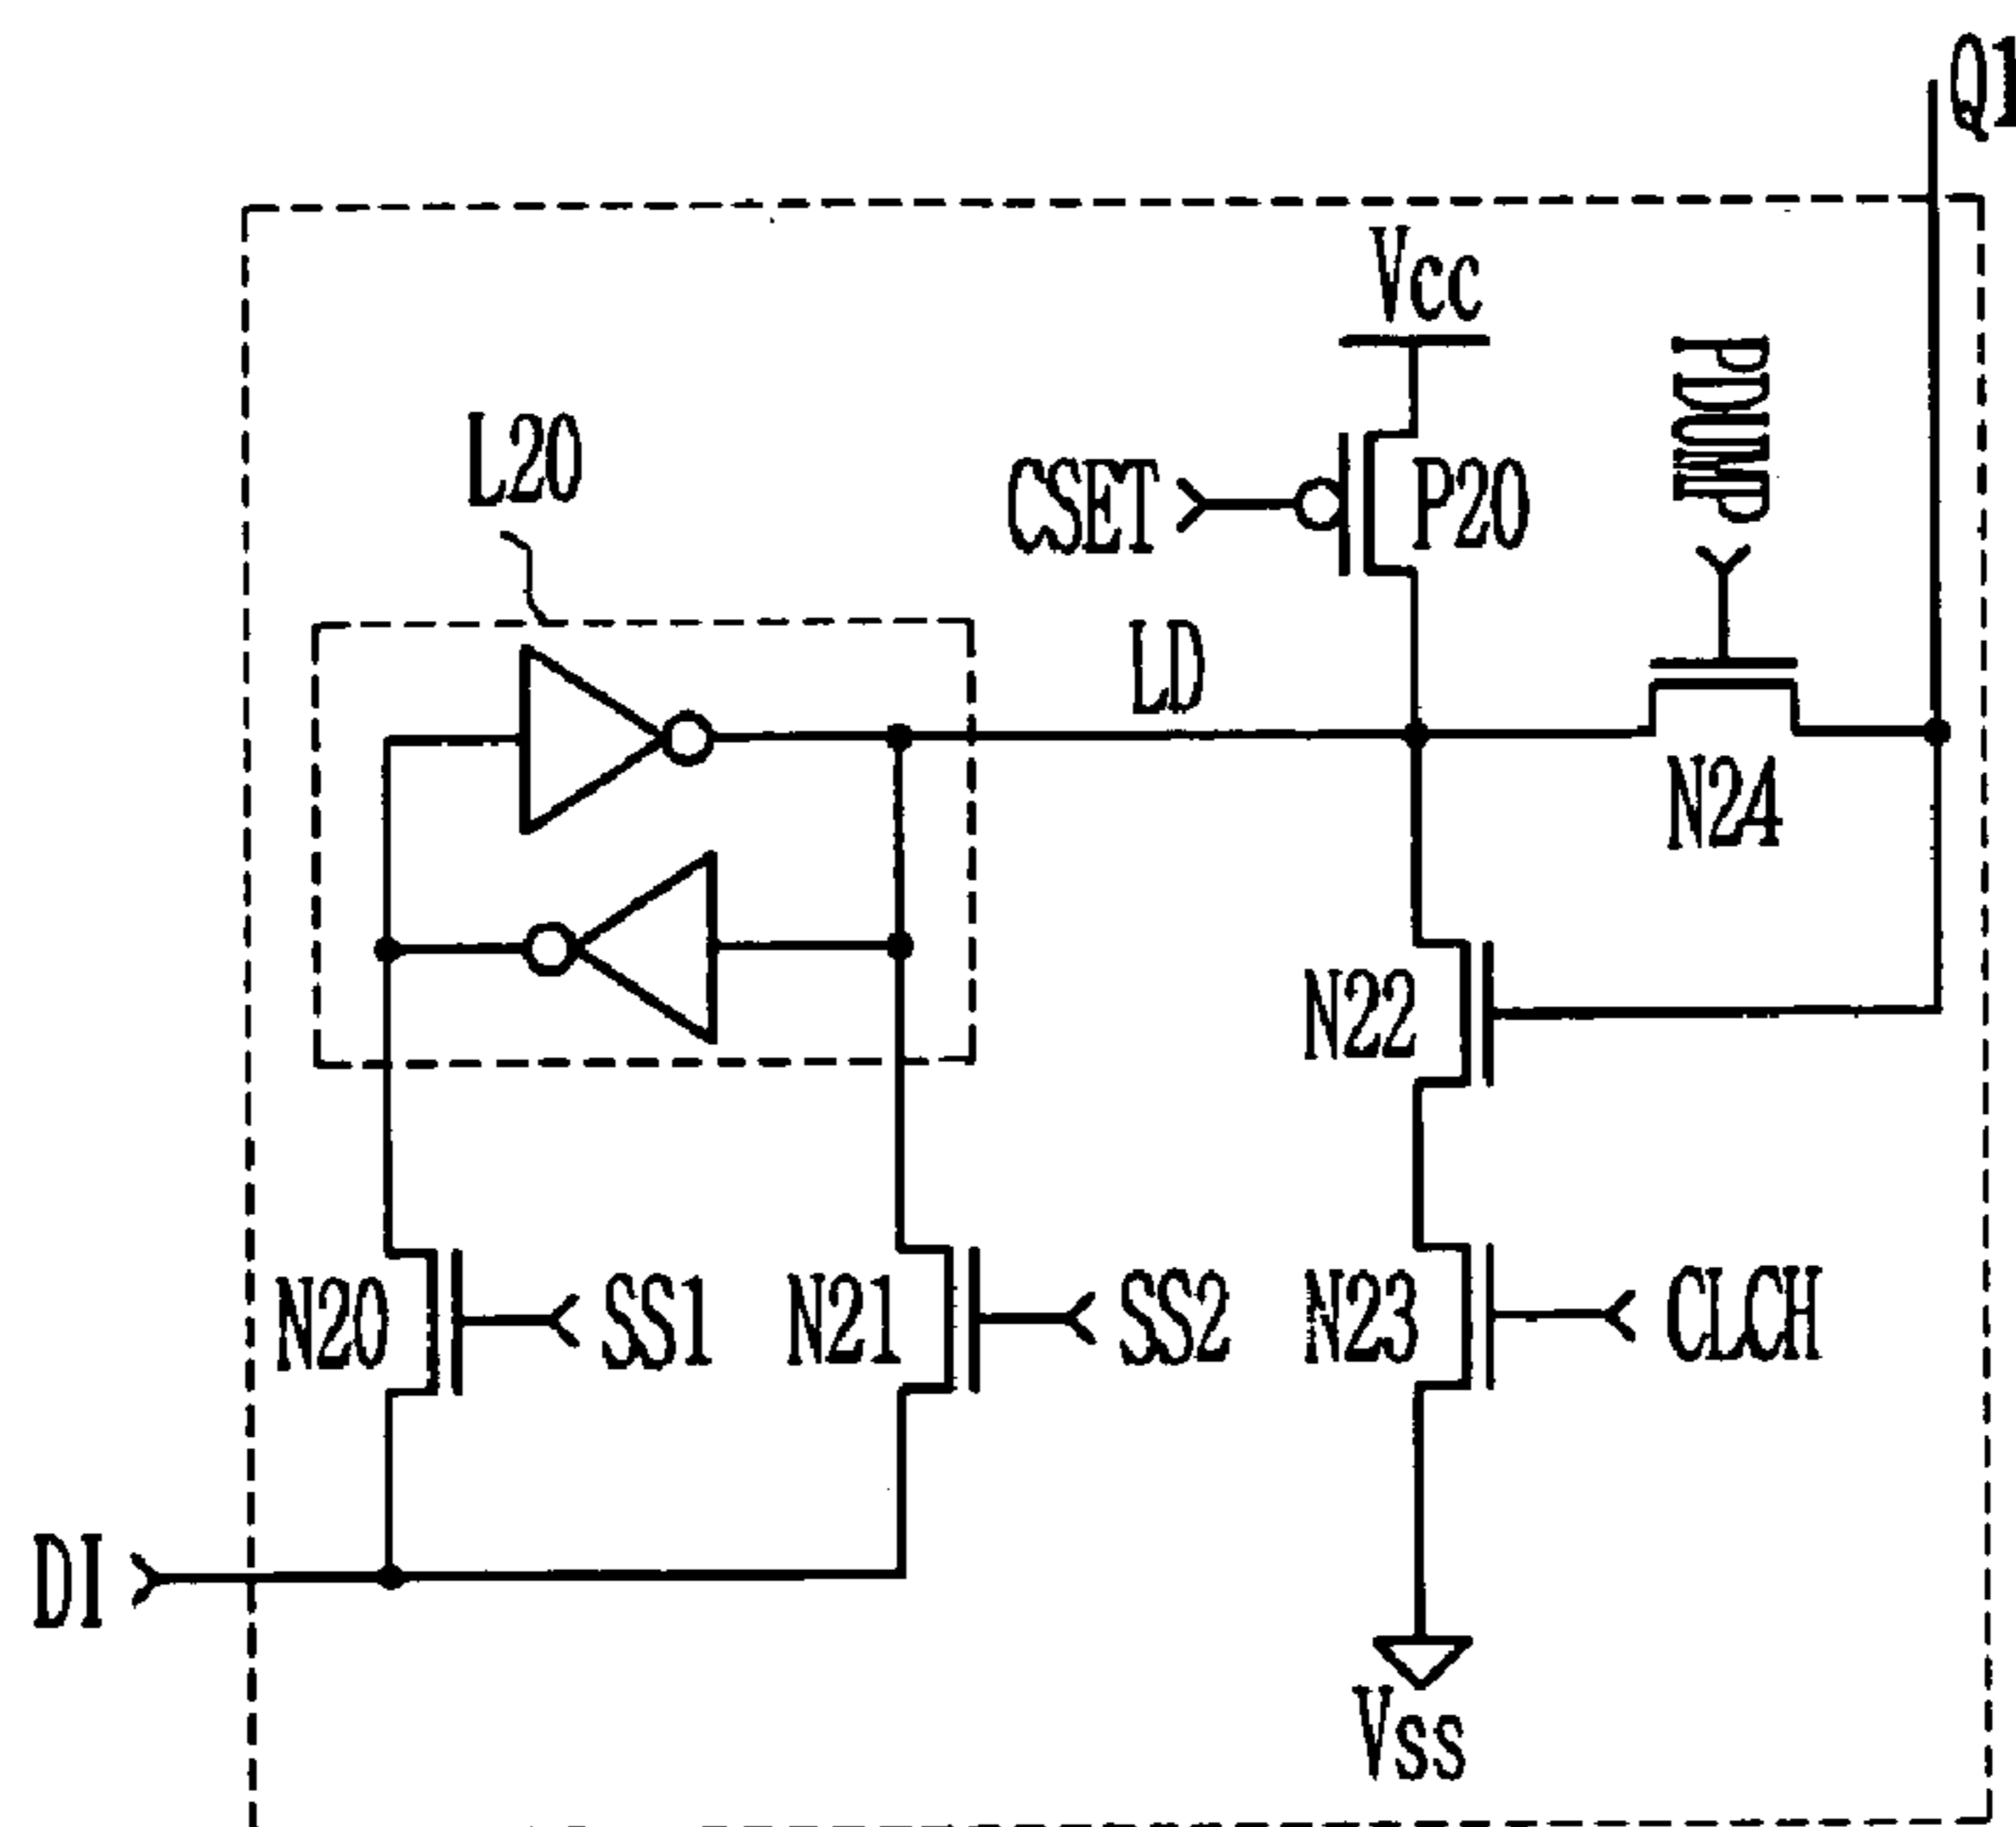 Q1
Vcc
PDUMP
L20
CSET
P20
LD
N24
N22
N20
SS1
N21
SS2
N23
CLCH
DI
Vss